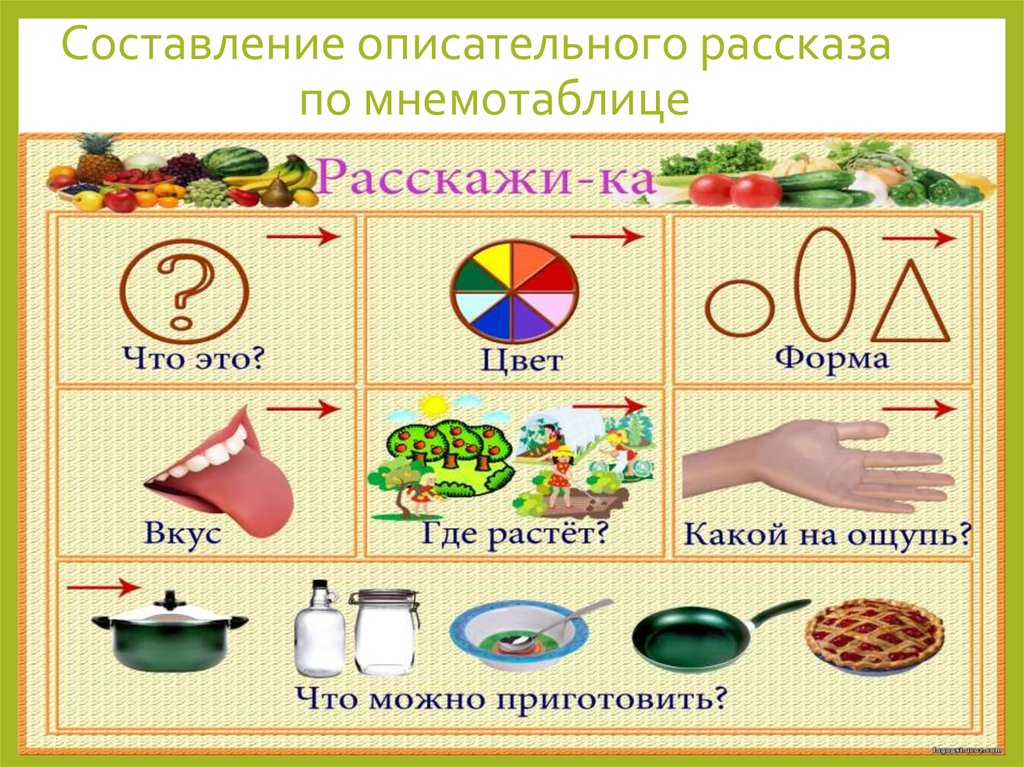 Составление описательного рассказа
по мнемотаблице
Расскажи-ка
?
Что это?
Цвет
Форма
Вкус
Где растёт?
Какой на ощупь?
Что можно приготовить?